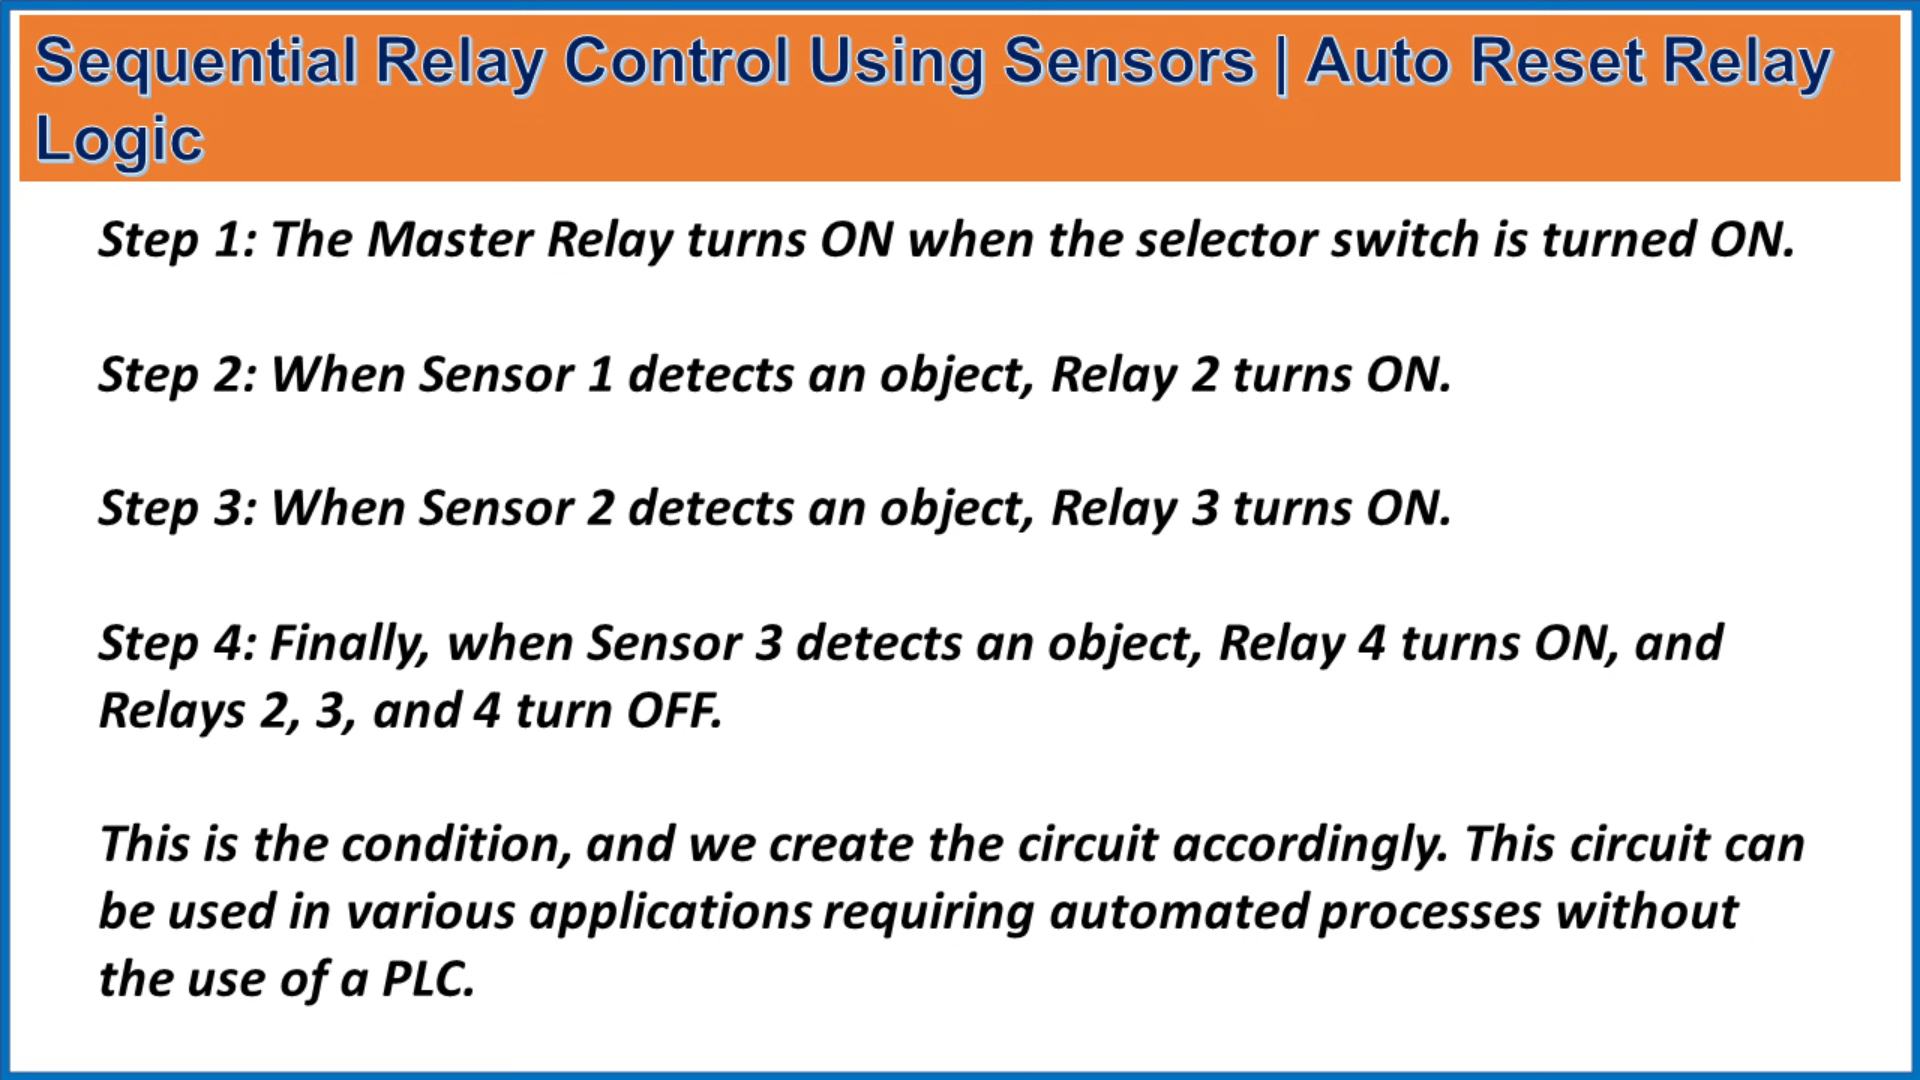 Sequential Relay Control Using Sensors | Auto Reset Relay
Logic
Step 1: The Master Relay turns ON when the selector switch is turned ON.
Step 2: When Sensor 1 detects an object, Relay 2 turns ON.
Step 3: When Sensor 2 detects an object, Relay 3 turns ON.
Step 4: Finally, when Sensor 3 detects an object, Relay 4 turns ON, and
Relays 2, 3, and 4 turn OFF.
This is the condition, and we create the circuit accordingly. This circuit can
be used in various applications requiring automated processes without
the use of a PLC.